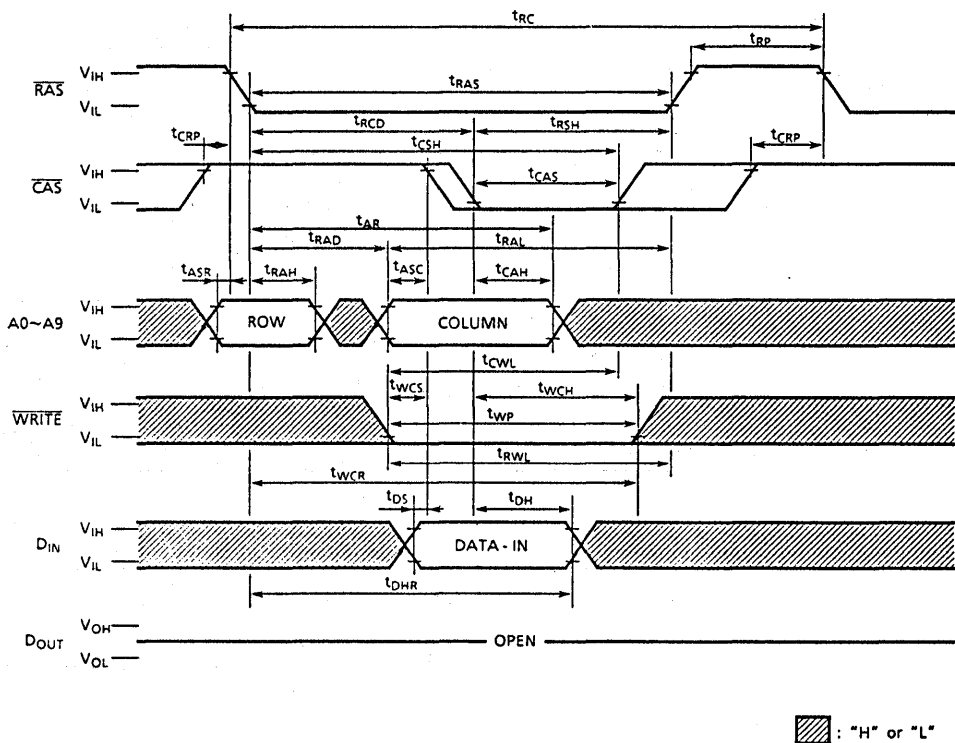 tRC
tRP
RAS VIH
VIL
tRAS
tRCD tRSH
tCRP tCSH tCRP
CAS VIH
VIL
tCAS
tAR
tRAD tRAL
tASR tRAH tASC tCAH
A0~A9 VIH
VIL
ROW COLUMN
tCWL
tWCS tWCH
WRITE VIH
VIL
tWP
tRWL
tWCR
tDS tDH
DIN VIH
VIL
DATA - IN
tDHR
DOUT VOH
VOL
OPEN
: "H" or "L"